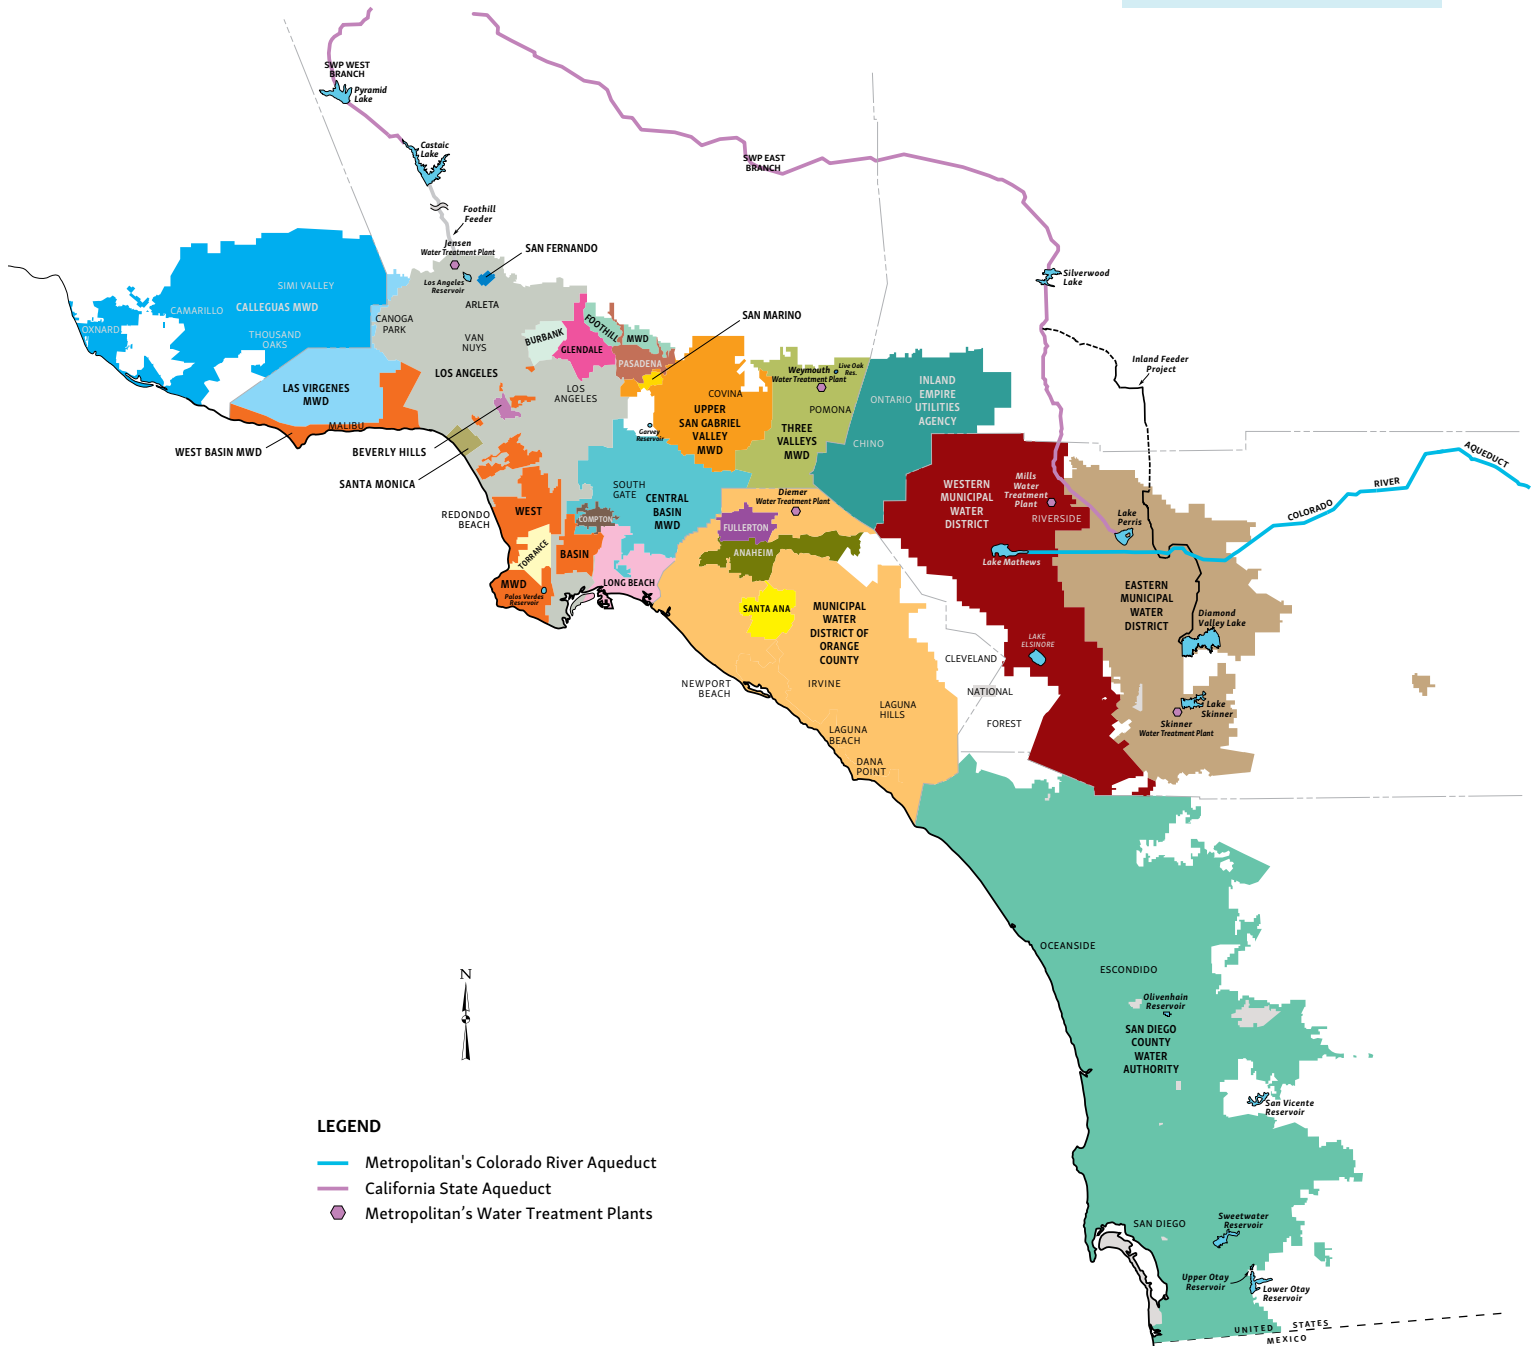 SWP WEST
BRANCH
Pyramid
Lake
Castaic
Lake
SWP EAST
BRANCH
Foothill
Feeder
Jensen
Water Treatment Plant
SAN FERNANDO
Los Angeles
Reservoir
Silverwood
Lake
SIMI VALLEY
CAMARILLO
CALLEGUAS MWD
OXNARD
THOUSAND
OAKS
CANOGA
PARK
ARLETA
VAN
NUYS
BURBANK
GLENDALE
FOOTHILL
MWD
SAN MARINO
PASADENA
LOS ANGELES
LOS
ANGELES
LAS VIRGENES
MWD
MALIBU
WEST BASIN MWD
BEVERLY HILLS
SANTA MONICA
Garvey
Reservoir
COVINA
UPPER
SAN GABRIEL
VALLEY
MWD
Weymouth
Water Treatment Plant
Live Oak
Res.
POMONA
THREE
VALLEYS
MWD
ONTARIO
INLAND
EMPIRE
UTILITIES
AGENCY
CHINO
Inland Feeder
Project
COLORADO
RIVER
AQUEDUCT
REDONDO
BEACH
WEST
BASIN
MWD
TORRANCE
Palos Verdes
Reservoir
SOUTH
GATE
COMPTON
CENTRAL
BASIN
MWD
LONG BEACH
Diemer
Water Treatment Plant
FULLERTON
ANAHEIM
SANTA ANA
MUNICIPAL
WATER
DISTRICT OF
ORANGE
COUNTY
NEWPORT
BEACH
IRVINE
LAGUNA
HILLS
LAGUNA
BEACH
DANA
POINT
WESTERN
MUNICIPAL
WATER
DISTRICT
Mills
Water
Treatment
Plant
RIVERSIDE
Lake
Perris
Lake Mathews
LAKE
ELSINORE
CLEVELAND
NATIONAL
FOREST
EASTERN
MUNICIPAL
WATER
DISTRICT
Diamond
Valley Lake
Lake
Skinner
Skinner
Water Treatment Plant
OCEANSIDE
ESCONDIDO
Olivenhain
Reservoir
SAN DIEGO
COUNTY
WATER
AUTHORITY
San Vicente
Reservoir
SAN DIEGO
Sweetwater
Reservoir
Upper Otay
Reservoir
Lower Otay
Reservoir
UNITED STATES
MEXICO
N
LEGEND
Metropolitan's Colorado River Aqueduct
California State Aqueduct
Metropolitan’s Water Treatment Plants